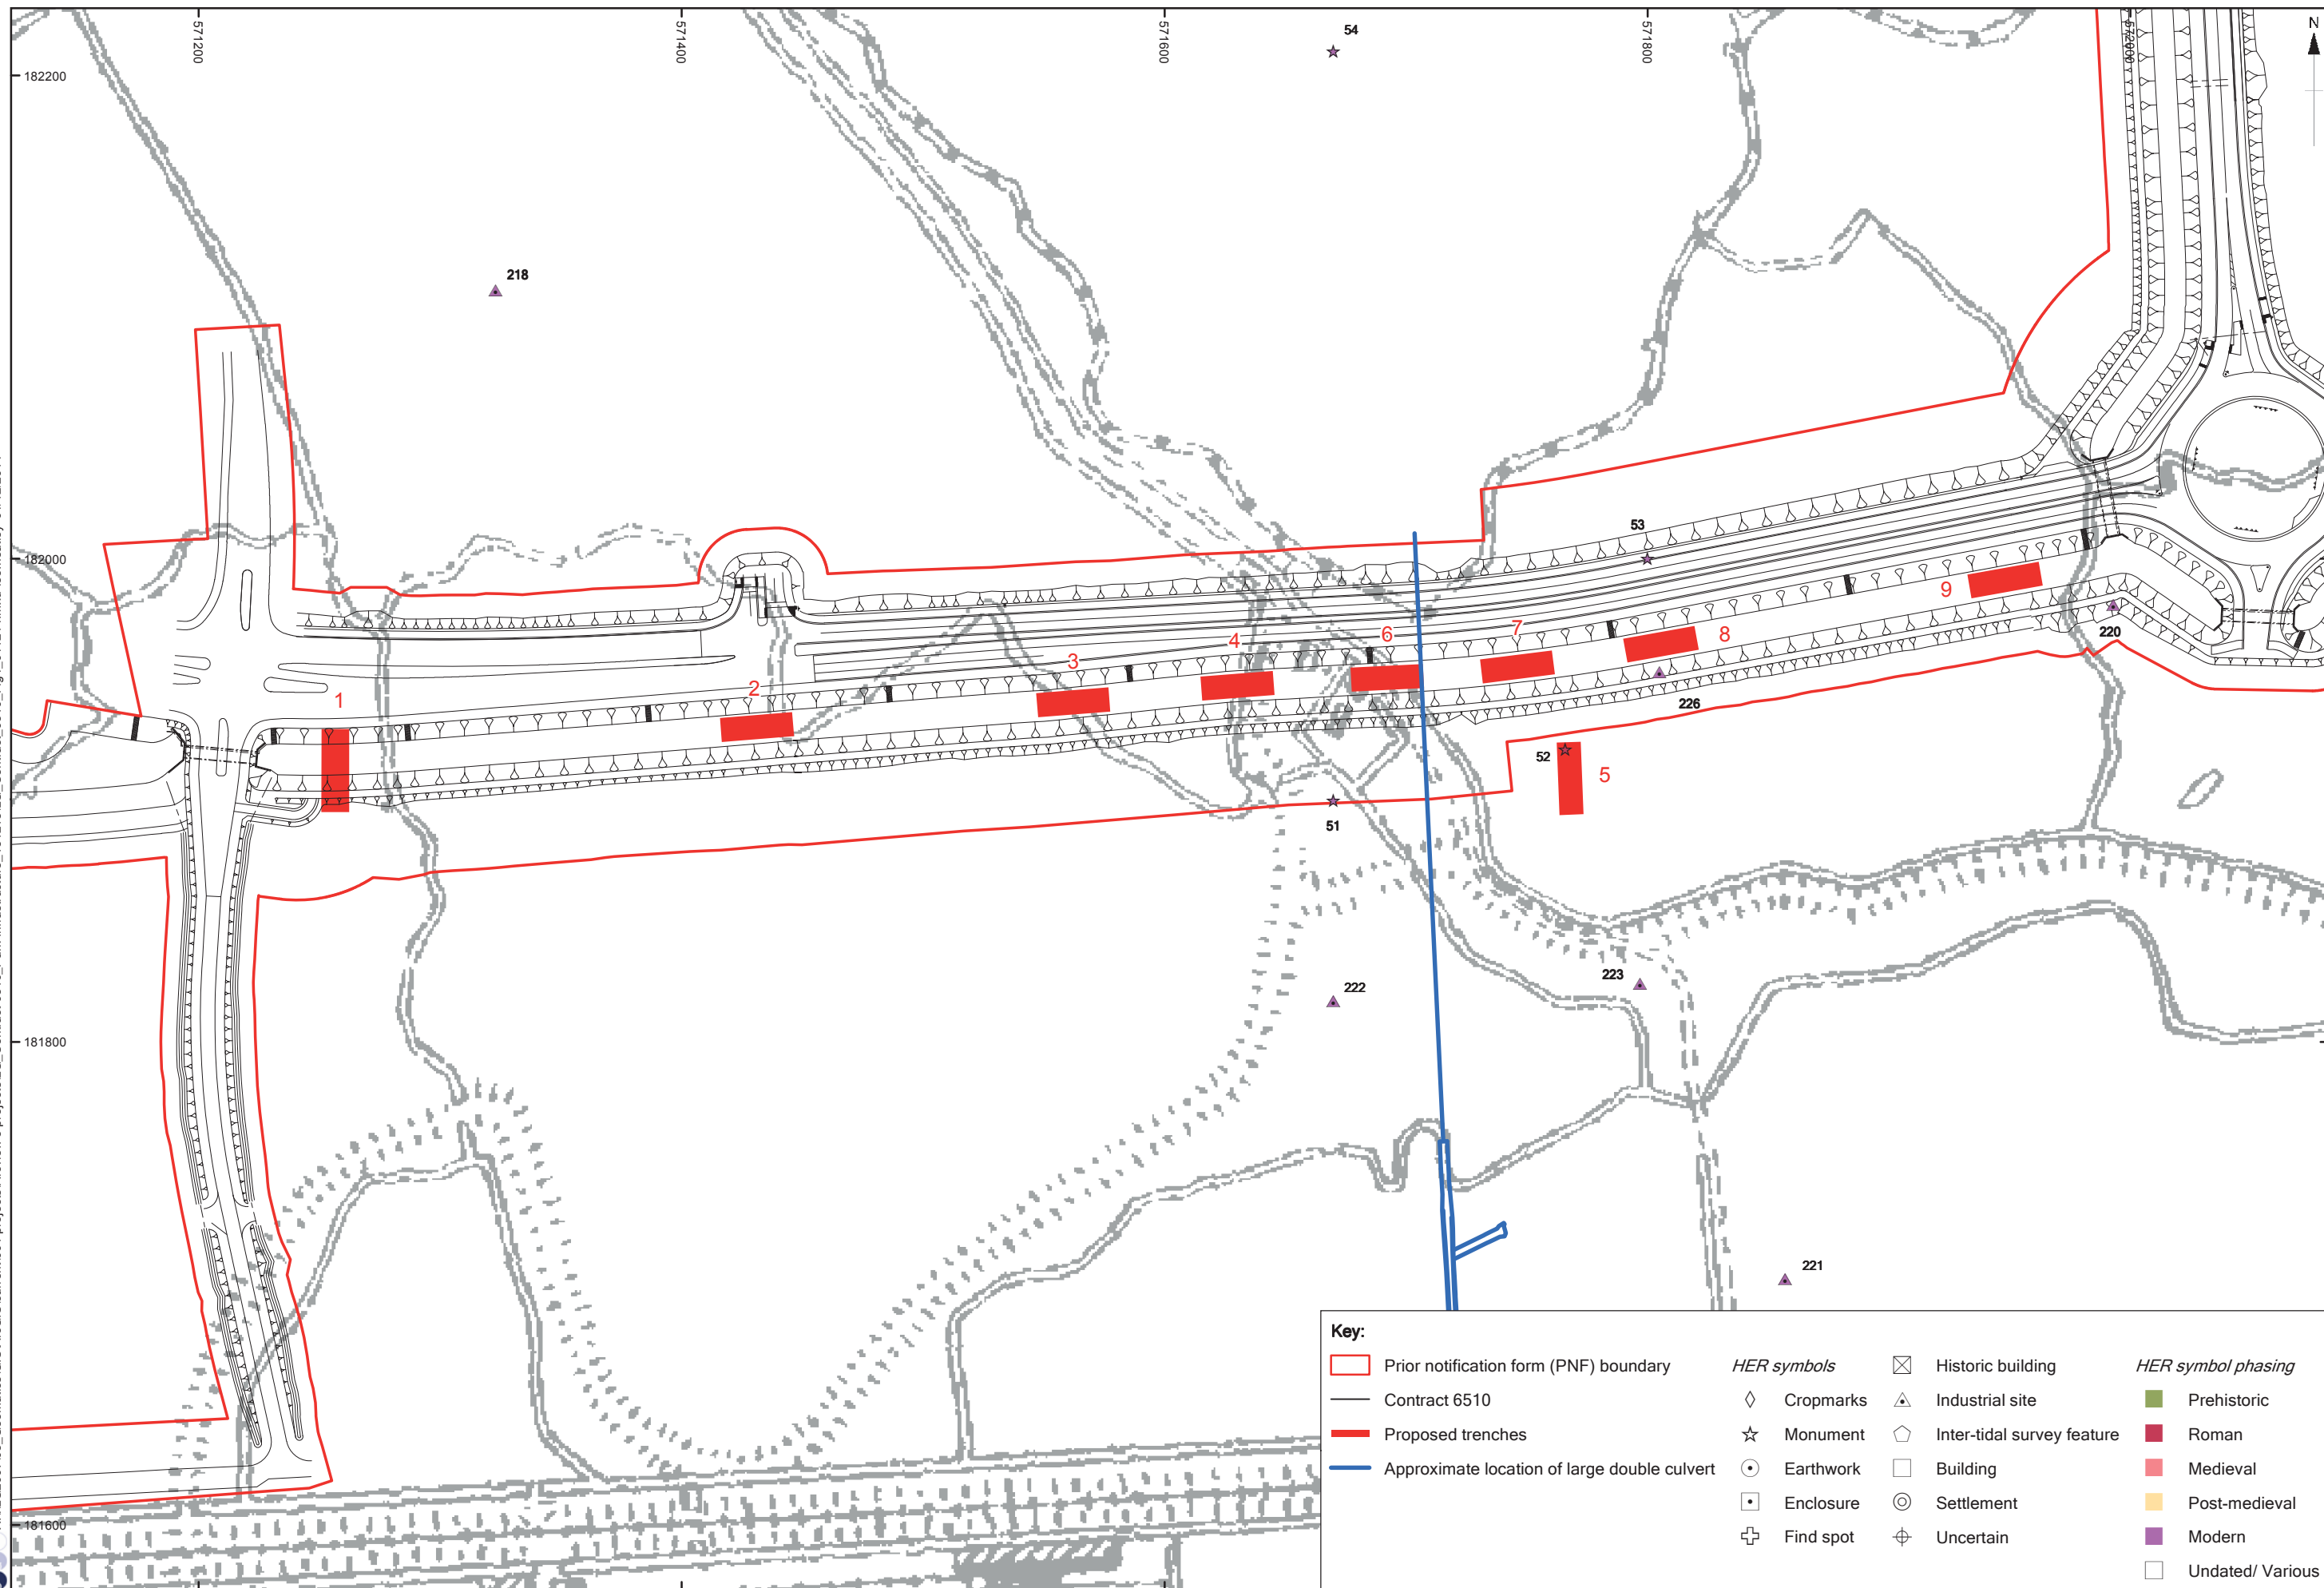 571200
571400
571600
571800
572000
N
54
182200
218
53
182000
9
8
7
6
4
3
2
1
220
226
52
5
51
223
222
181800
221
181600
Key:
Prior notification form (PNF) boundary
Contract 6510
Proposed trenches
Approximate location of large double culvert
HER symbols
Cropmarks
Monument
Earthwork
Enclosure
Find spot
Historic building
Industrial site
Inter-tidal survey feature
Building
Settlement
Uncertain
HER symbol phasing
Prehistoric
Roman
Medieval
Post-medieval
Modern
Undated/ Various